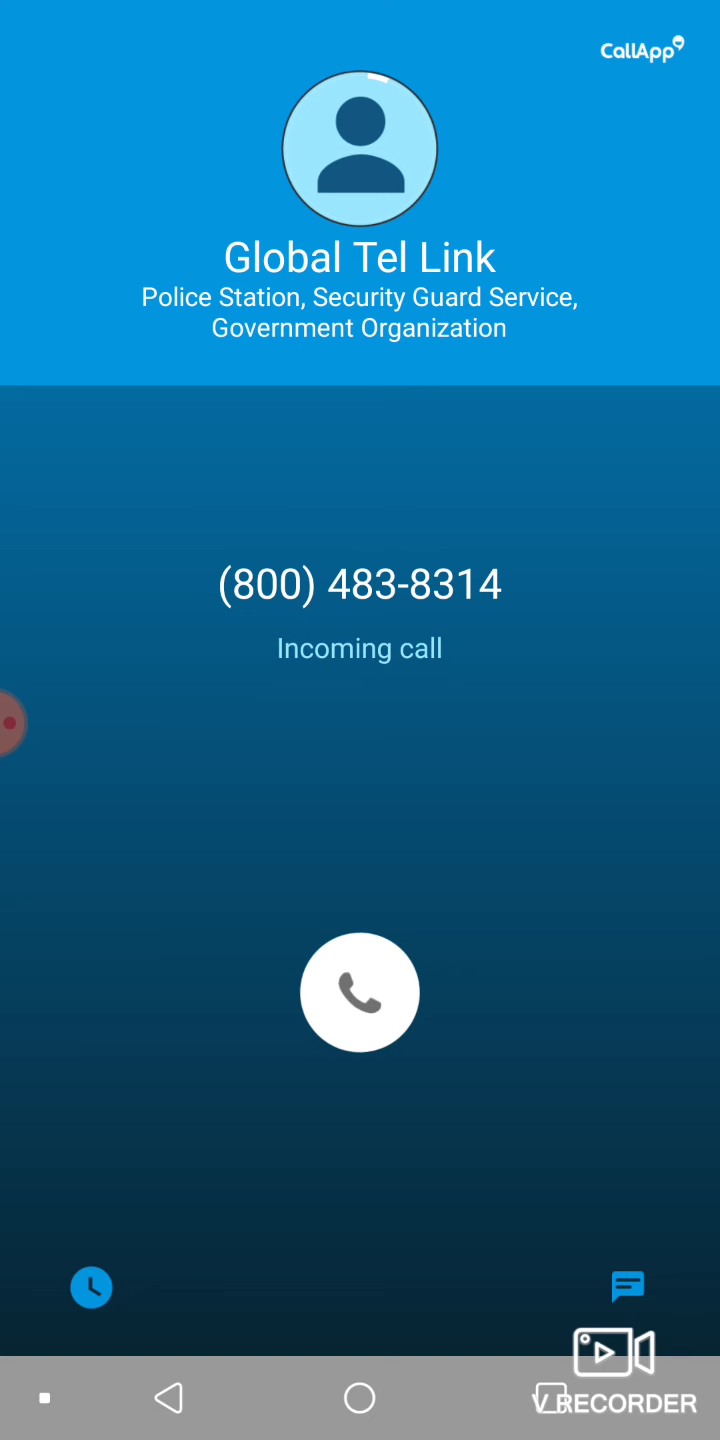 CallApp
Global Tel Link
Police Station, Security Guard Service,
Government Organization
(800) 483-8314
Incoming call
V RECORDER